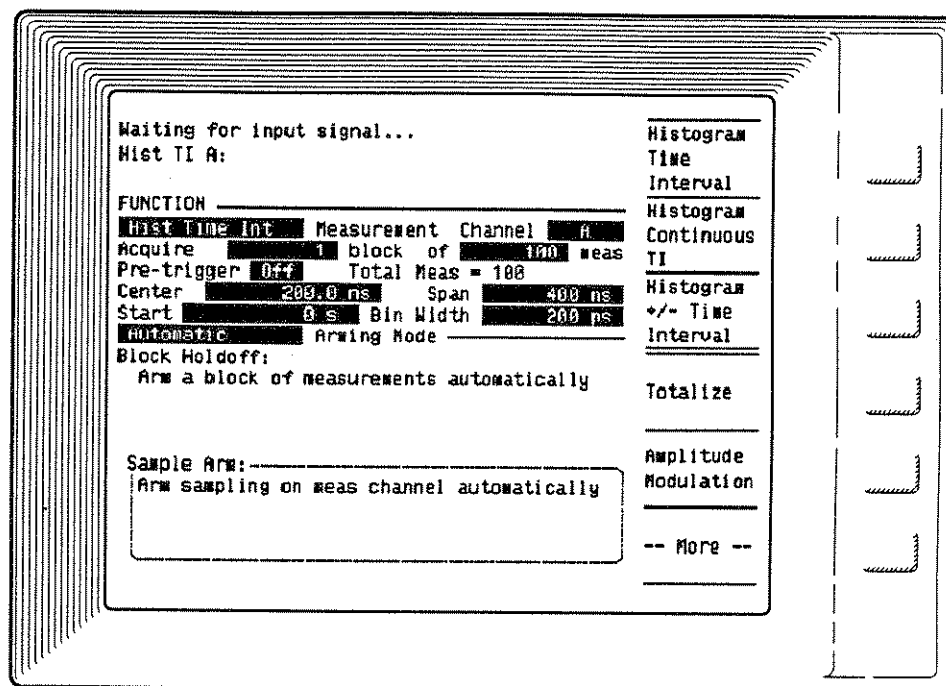 Waiting for input signal...
Hist TI A:
FUNCTION
Hist Time Int Measurement Channel A
Acquire 1 block of 100 meas
Pre-trigger Off Total Meas = 100
Center 200.0 ns Span 400 ns
Start 0 s Bin Width 200 ps
Automatic Arming Mode
Block Holdoff:
Arm a block of measurements automatically
Sample Arm:
Arm sampling on meas channel automatically
Histogram
Time
Interval
Histogram
Continuous
TI
Histogram
+/- Time
Interval
Totalize
Amplitude
Modulation
-- More --